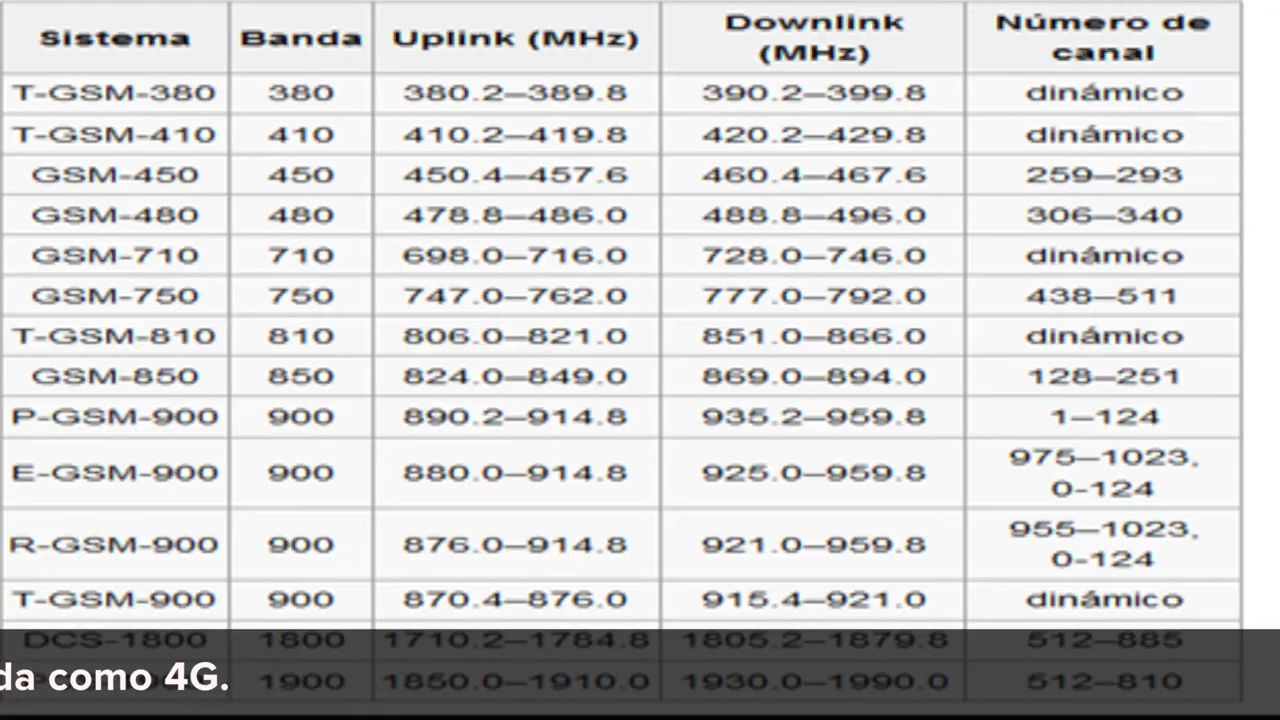 Sistema Banda Uplink (MHz) Downlink (MHz) Número de canal
T-GSM-380 380 380.2–389.8 390.2–399.8 dinámico
T-GSM-410 410 410.2–419.8 420.2–429.8 dinámico
GSM-450 450 450.4–457.6 460.4–467.6 259–293
GSM-480 480 478.8–486.0 488.8–496.0 306–340
GSM-710 710 698.0–716.0 728.0–746.0 dinámico
GSM-750 750 747.0–762.0 777.0–792.0 438–511
T-GSM-810 810 806.0–821.0 851.0–866.0 dinámico
GSM-850 850 824.0–849.0 869.0–894.0 128–251
P-GSM-900 900 890.2–914.8 935.2–959.8 1–124
E-GSM-900 900 880.0–914.8 925.0–959.8 975–1023, 0-124
R-GSM-900 900 876.0–914.8 921.0–959.8 955–1023, 0-124
T-GSM-900 900 870.4–876.0 915.4–921.0 dinámico
DCS-1800 1800 1710.2–1784.8 1805.2–1879.8 512–885
1900 1850.0–1910.0 1930.0–1990.0 512–810
da como 4G.